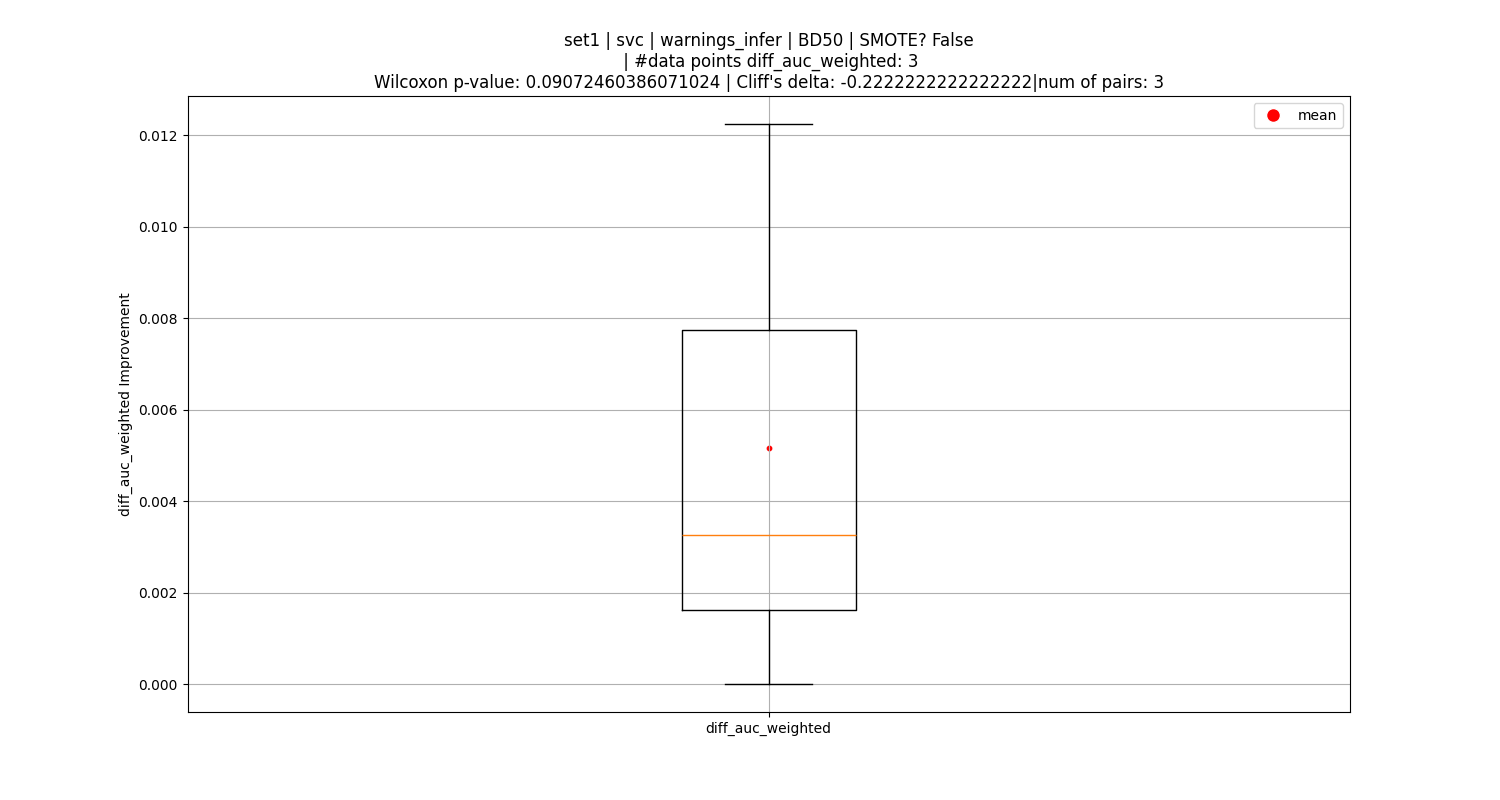 set1 | svc | warnings_infer | BD50 | SMOTE? False
| #data points diff_auc_weighted: 3
Wilcoxon p-value: 0.09072460386071024 | Cliff's delta: -0.2222222222222222|num of pairs: 3
mean
0.012
0.010
0.008
0.006
0.004
0.002
0.000
diff_auc_weighted Improvement
diff_auc_weighted